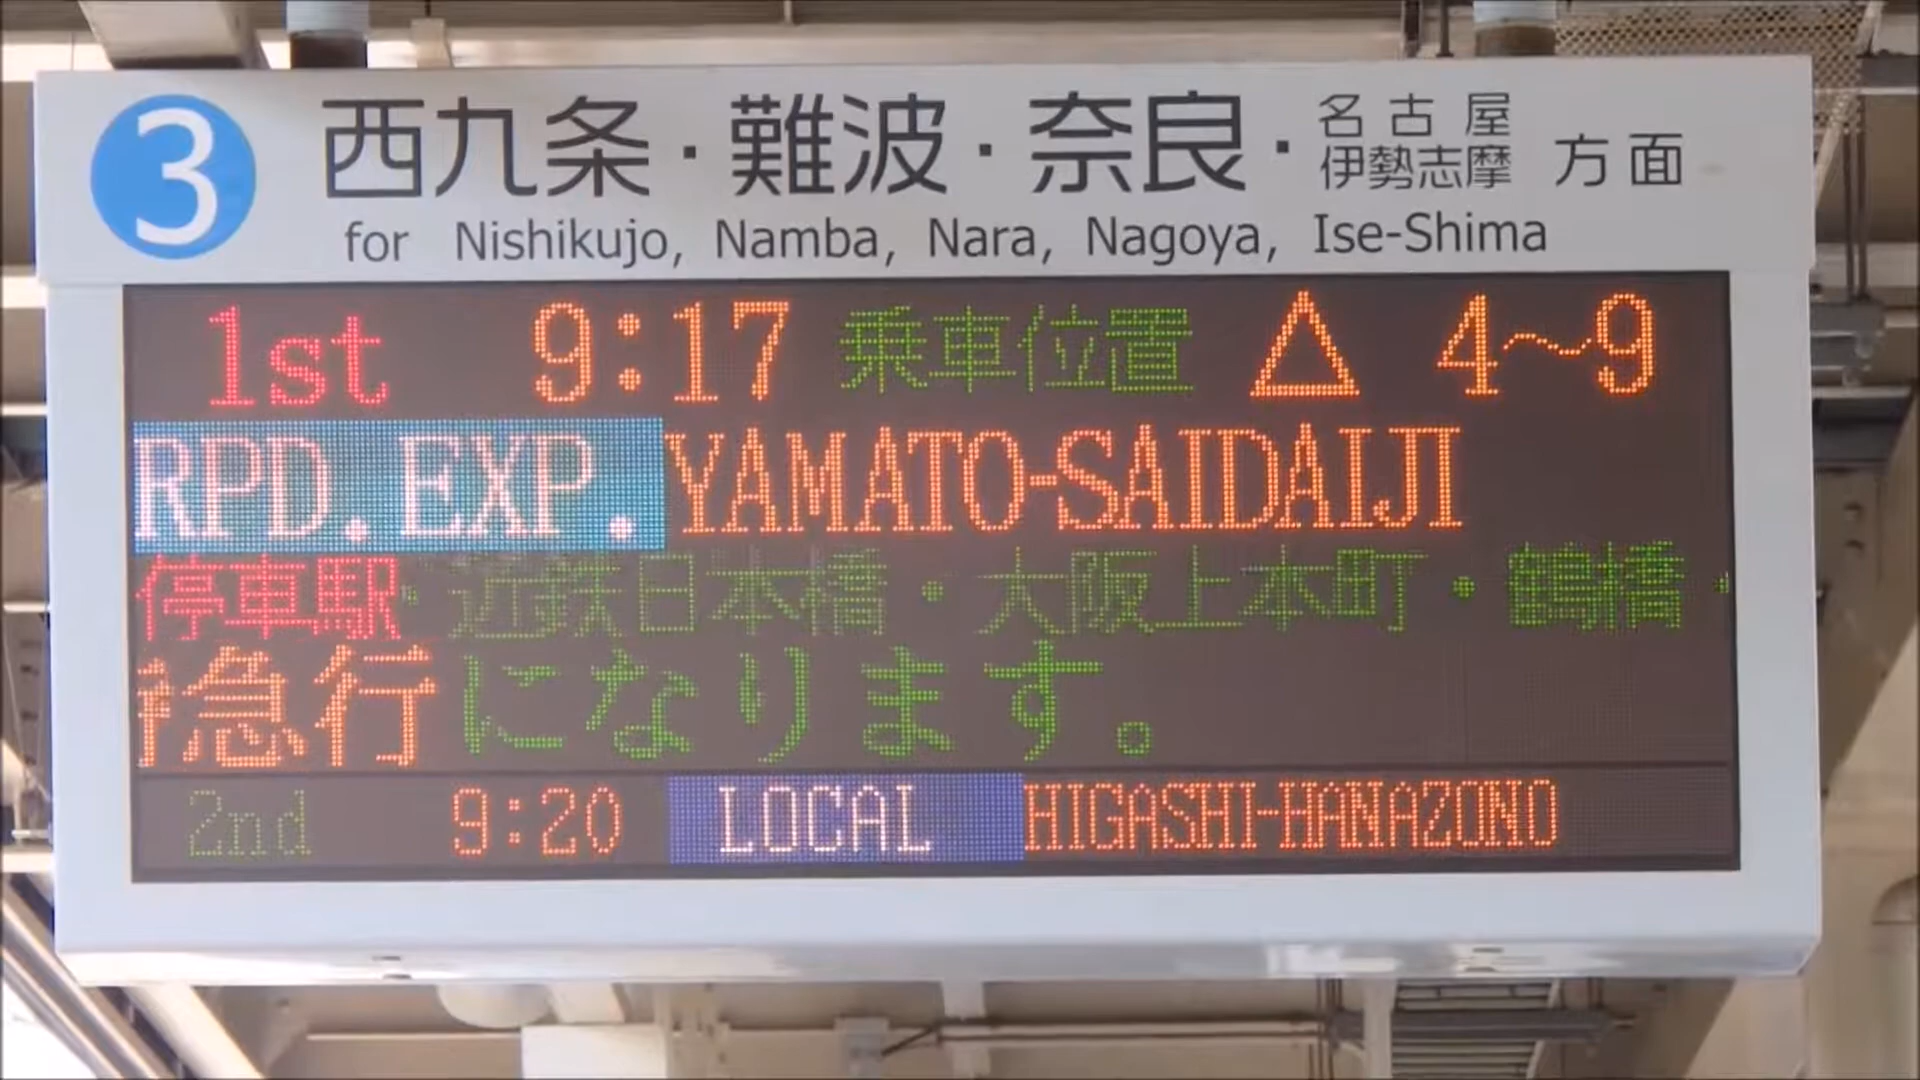 3 西九条・難波・奈良・名古屋 伊勢志摩 方面
for Nishikujo, Namba, Nara, Nagoya, Ise-Shima
1st 9:17 乗車位置 △ 4~9
RPD.EXP. YAMATO-SAIDAIJI
停車駅 ・近鉄日本橋・大阪上本町・鶴橋・
急行になります。
2nd 9:20 LOCAL HIGASHI-HANAZONO